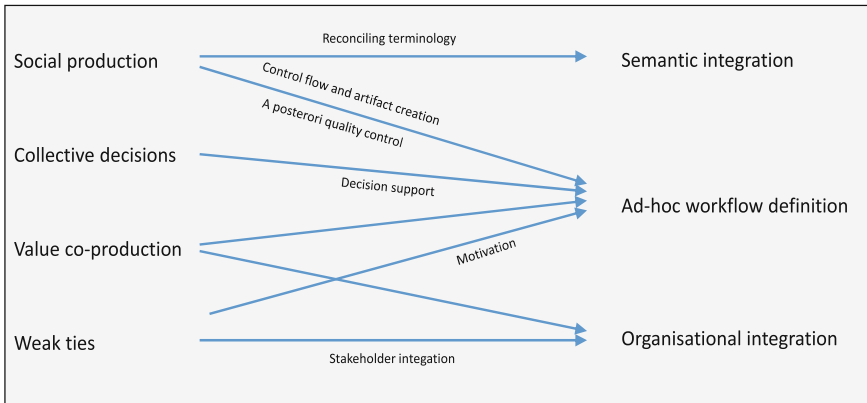 Reconciling terminology
Social production
Semantic integration
Control flow and artifact creation
A posterori quality control
Collective decisions
Decision support
Ad-hoc workflow definition
Value co-production
Motivation
Weak ties
Organisational integration
Stakeholder integation